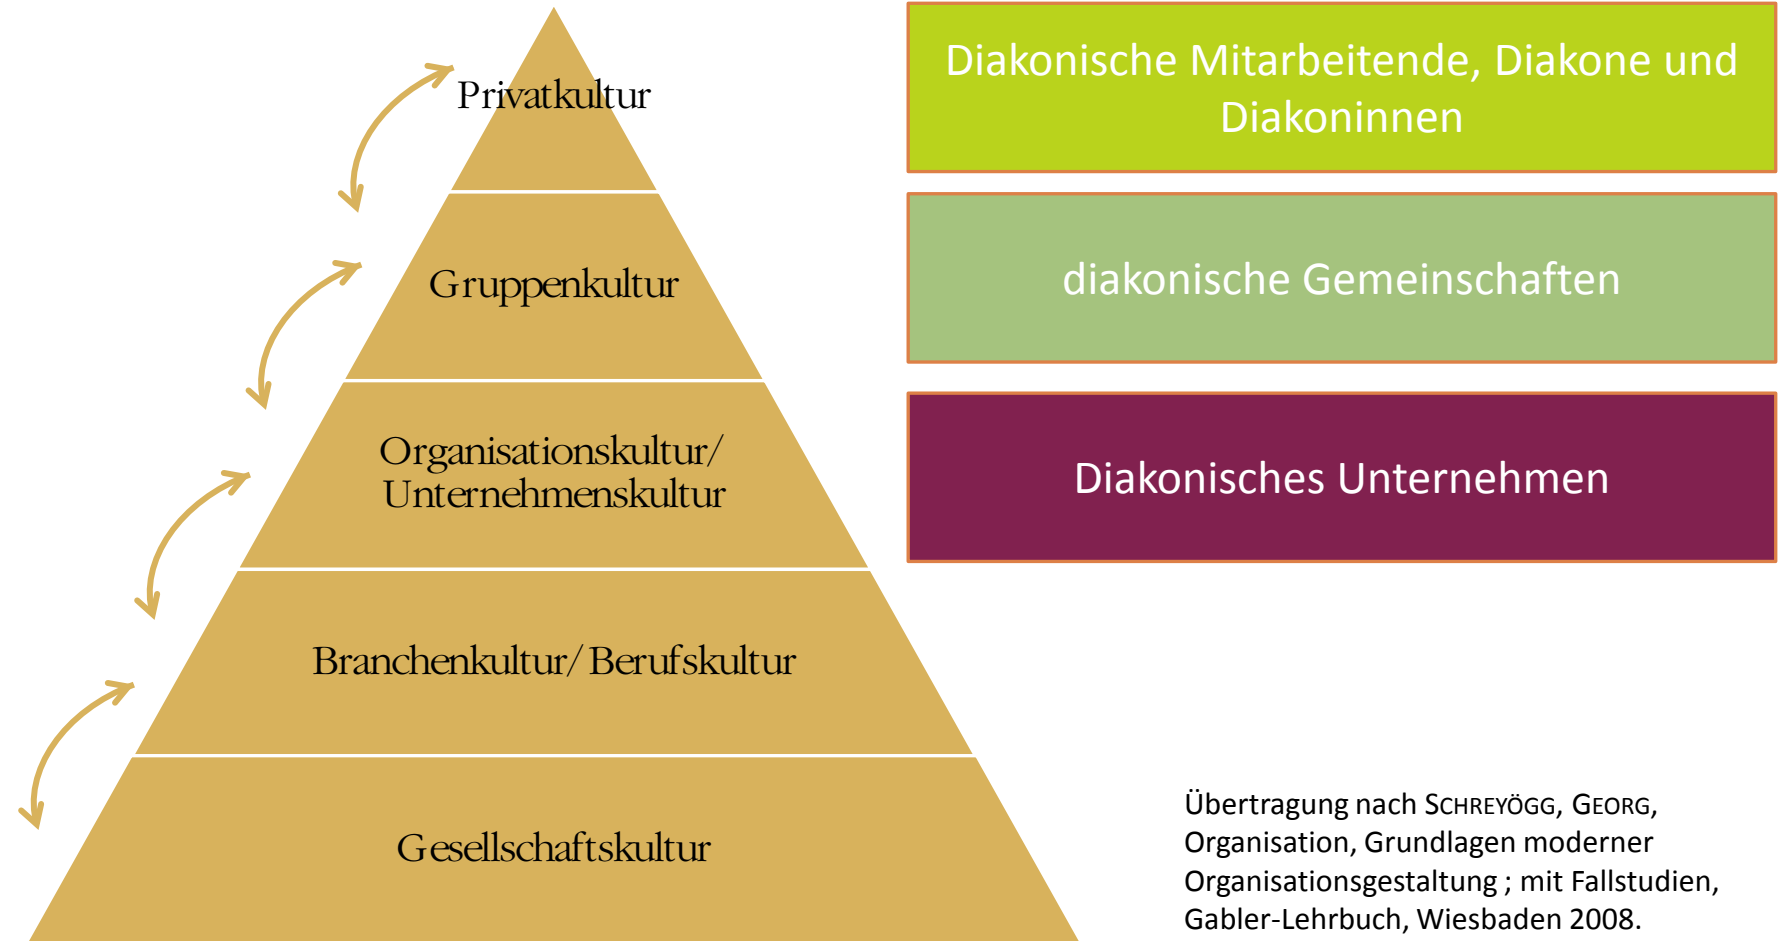 Privatkultur
Diakonische Mitarbeitende, Diakone und
Diakoninnen
Gruppenkultur
diakonische Gemeinschaften
Organisationskultur/
Unternehmenskultur
Diakonisches Unternehmen
Branchenkultur/Berufskultur
Gesellschaftskultur
Übertragung nach SCHREYÖGG, GEORG,
Organisation, Grundlagen moderner
Organisationsgestaltung ; mit Fallstudien,
Gabler-Lehrbuch, Wiesbaden 2008.